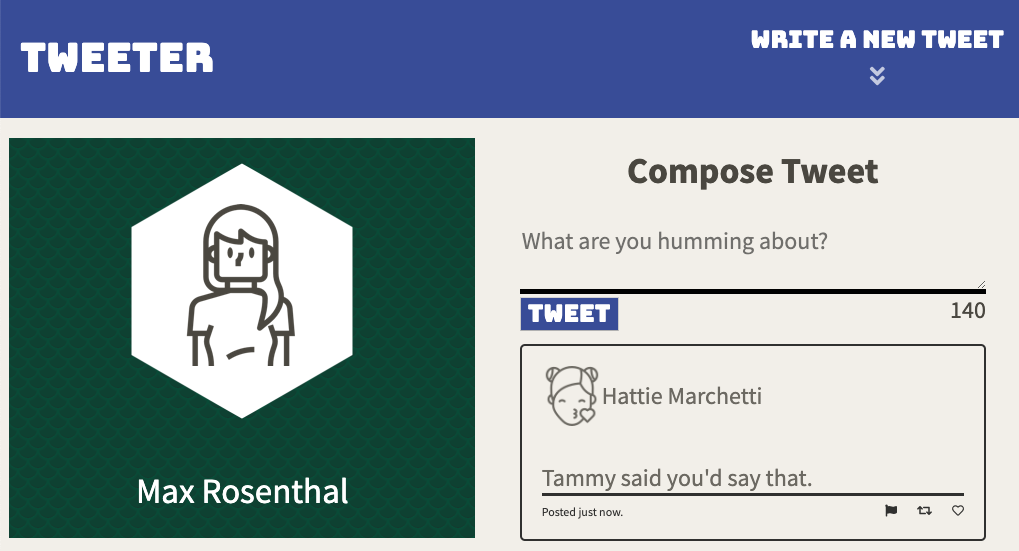 TWEETER
WRITE A NEW TWEET
Max Rosenthal
Compose Tweet
What are you humming about?
TWEET
140
Hattie Marchetti
Tammy said you'd say that.
Posted just now.